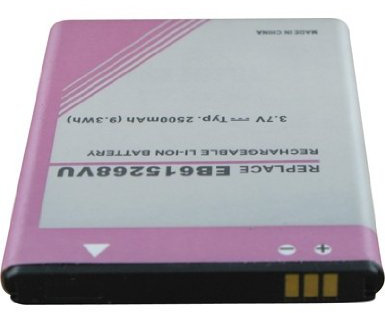 REPLACE EB615268VU
RECHARGEABLE LI-ION BATTERY
3.7V ⎓ Typ. 2500mAh (9.3Wh)
MADE IN CHINA